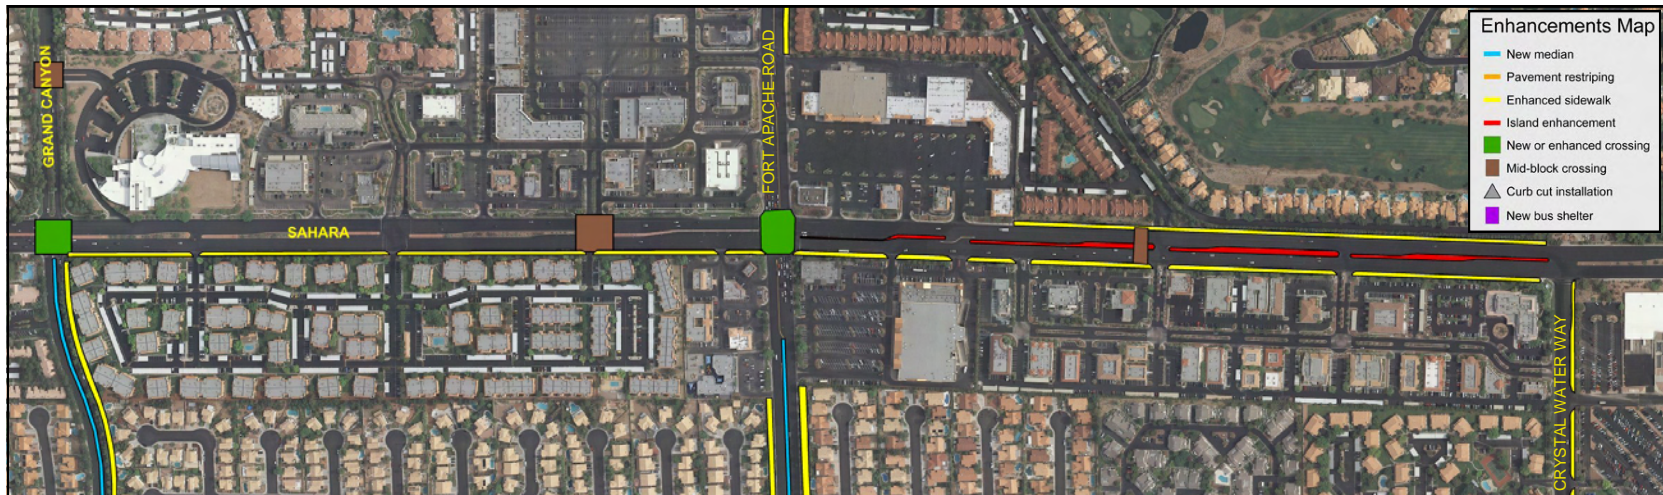 Enhancements Map
New median
Pavement restriping
Enhanced sidewalk
Island enhancement
New or enhanced crossing
Mid-block crossing
Curb cut installation
New bus shelter
GRAND CANYON
FORT APACHE ROAD
SAHARA
CRYSTAL WATER WAY